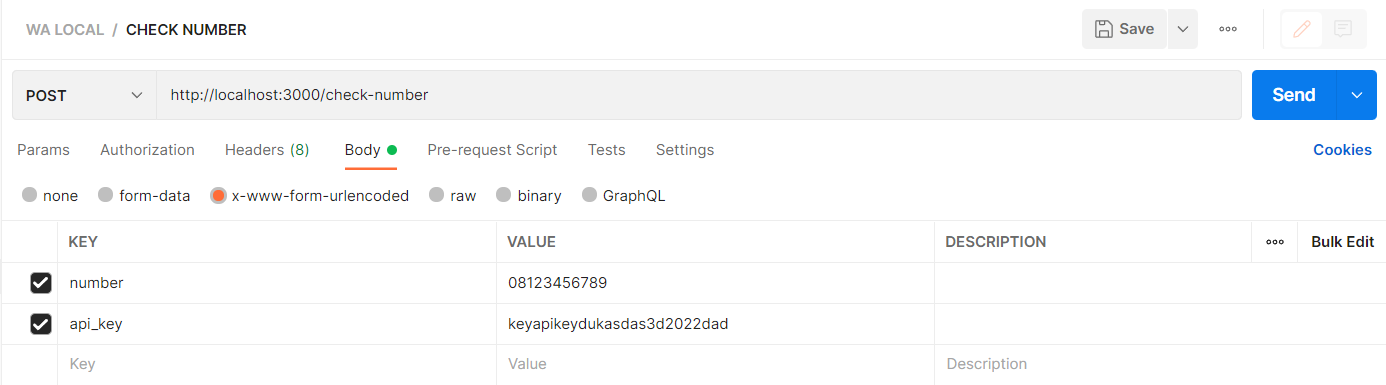 WA LOCAL / CHECK NUMBER Save
POST http://localhost:3000/check-number Send
Params Authorization Headers (8) Body Pre-request Script Tests Settings Cookies
none form-data x-www-form-urlencoded raw binary GraphQL
KEY VALUE DESCRIPTION Bulk Edit
number 08123456789
api_key keyapikeydukasdas3d2022dad
Key Value Description